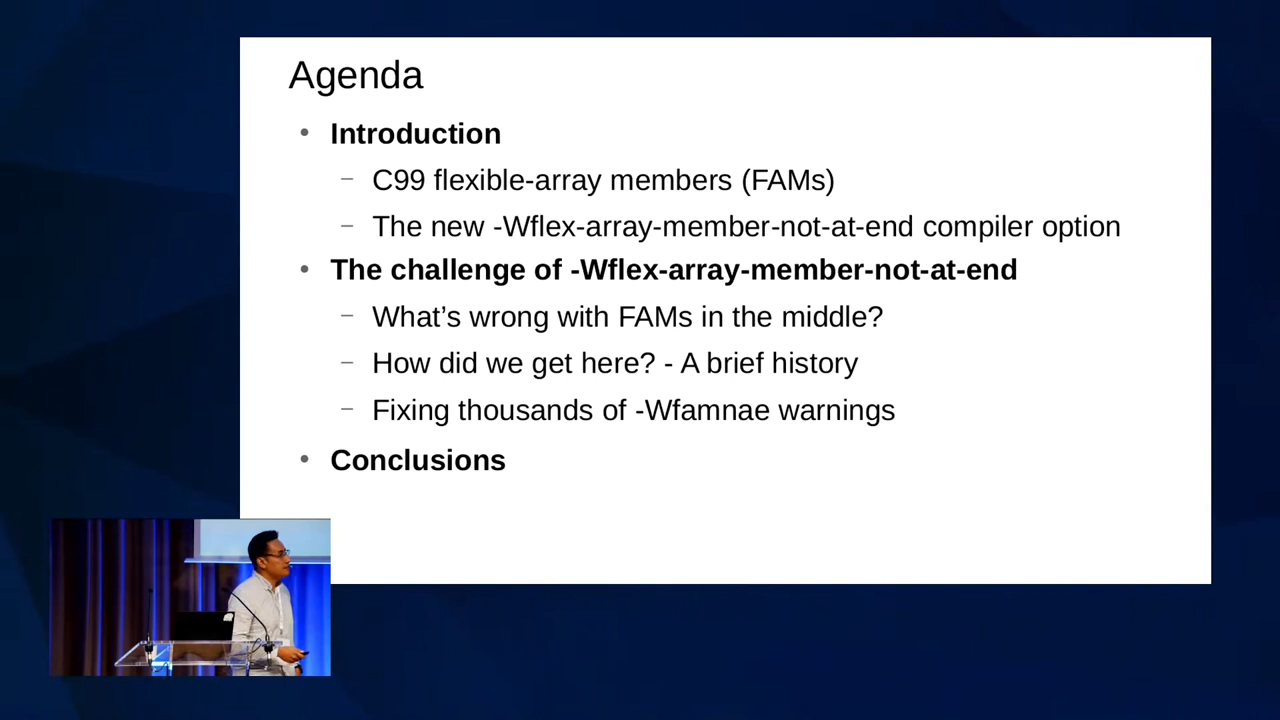 Agenda
• Introduction
– C99 flexible-array members (FAMs)
– The new -Wflex-array-member-not-at-end compiler option
• The challenge of -Wflex-array-member-not-at-end
– What’s wrong with FAMs in the middle?
– How did we get here? - A brief history
– Fixing thousands of -Wfamnae warnings
• Conclusions